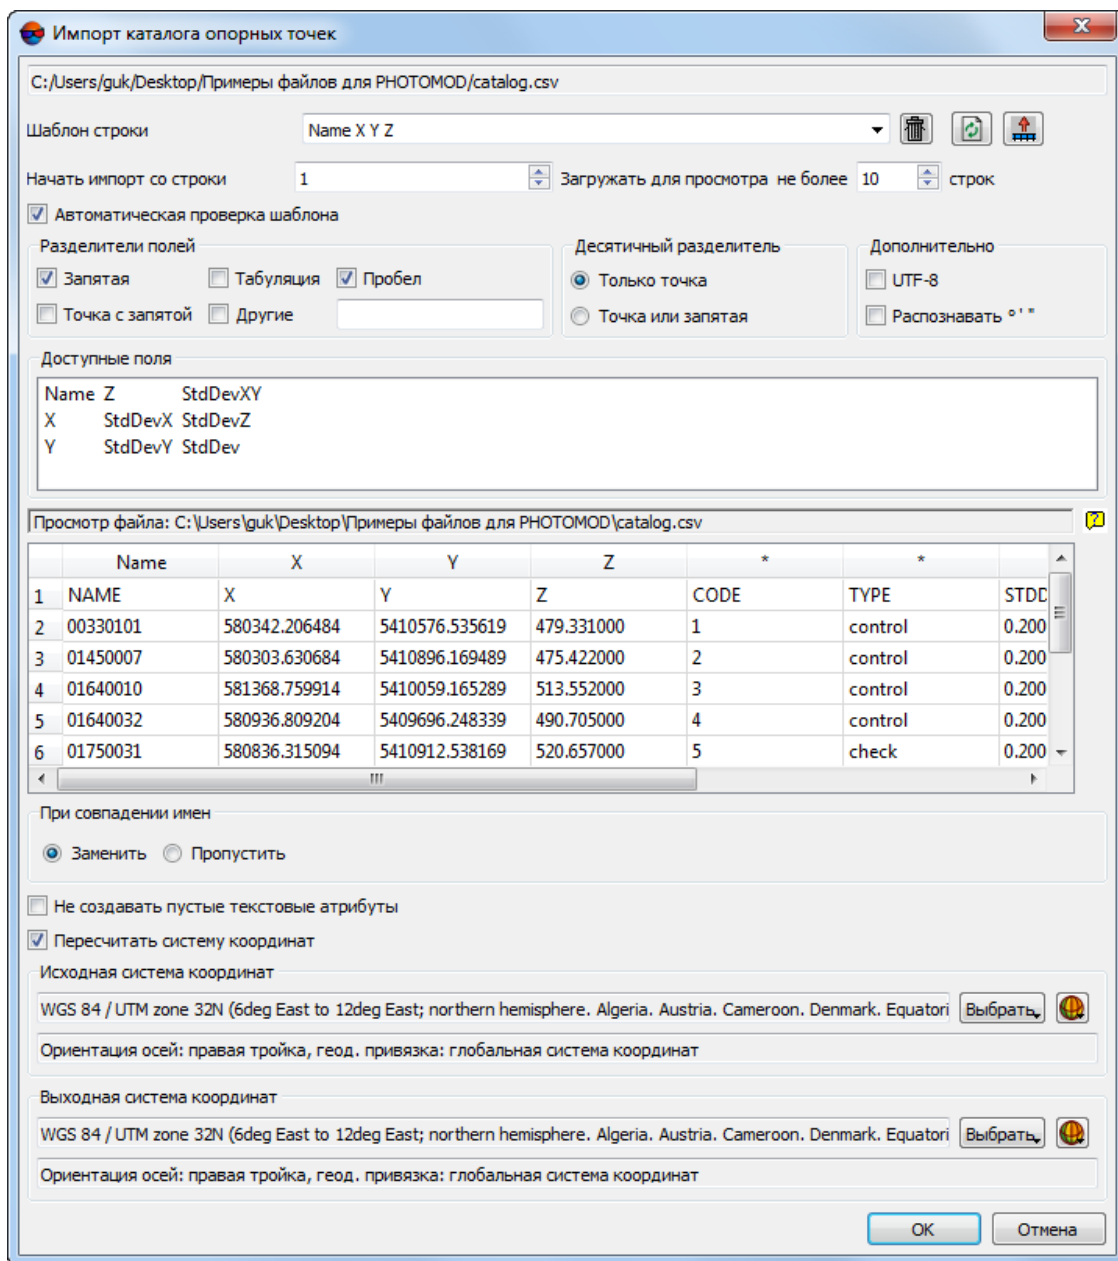 Импорт каталога опорных точек
C:/Users/guk/Desktop/Примеры файлов для PHOTOMOD/catalog.csv
Шаблон строки Name X Y Z
Начать импорт со строки 1 Загружать для просмотра не более 10 строк
Автоматическая проверка шаблона
Разделители полей Десятичный разделитель Дополнительно
Запятая Табуляция Пробел Только точка UTF-8
Точка с запятой Другие Точка или запятая Распознавать ° ' "
Доступные поля
Name Z StdDevXY
X StdDevX StdDevZ
Y StdDevY StdDev
Просмотр файла: C:\Users\guk\Desktop\Примеры файлов для PHOTOMOD\catalog.csv ?
Name X Y Z * *
1 NAME X Y Z CODE TYPE STDD
2 00330101 580342.206484 5410576.535619 479.331000 1 control 0.200
3 01450007 580303.630684 5410896.169489 475.422000 2 control 0.200
4 01640010 581368.759914 5410059.165289 513.552000 3 control 0.200
5 01640032 580936.809204 5409696.248339 490.705000 4 control 0.200
6 01750031 580836.315094 5410912.538169 520.657000 5 check 0.200
При совпадении имен
Заменить Пропустить
Не создавать пустые текстовые атрибуты
Пересчитать систему координат
Исходная система координат
WGS 84 / UTM zone 32N (6deg East to 12deg East; northern hemisphere. Algeria. Austria. Cameroon. Denmark. Equatori Выбрать
Ориентация осей: правая тройка, геод. привязка: глобальная система координат
Выходная система координат
WGS 84 / UTM zone 32N (6deg East to 12deg East; northern hemisphere. Algeria. Austria. Cameroon. Denmark. Equatori Выбрать
Ориентация осей: правая тройка, геод. привязка: глобальная система координат
OK Отмена